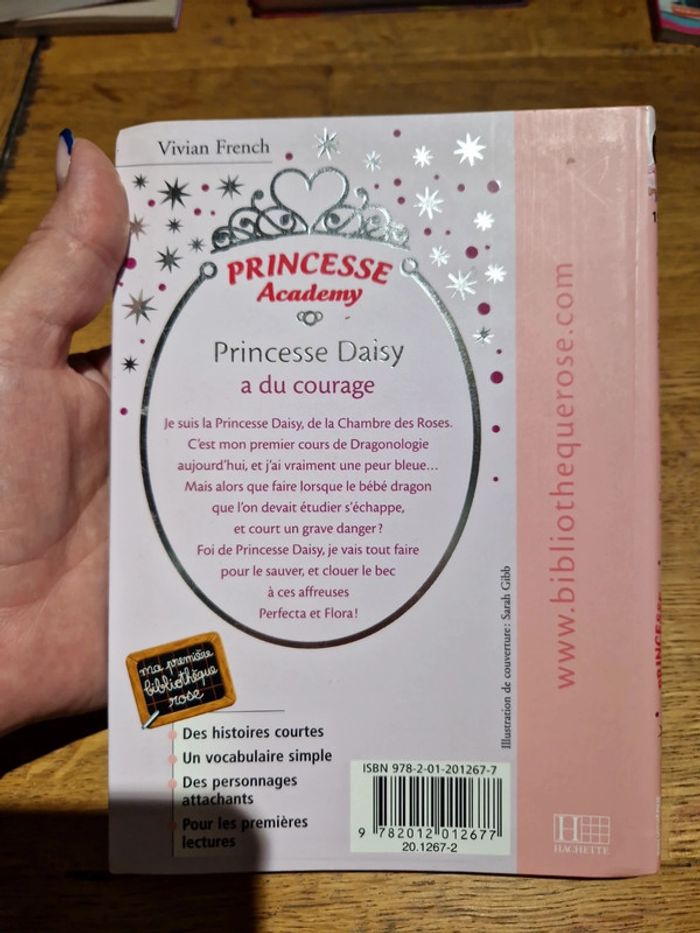 Vivian French
PRINCESSE
Academy
Princesse Daisy
a du courage
Je suis la Princesse Daisy, de la Chambre des Roses.
C'est mon premier cours de Dragonologie
aujourd'hui, et j'ai vraiment une peur bleue...
Mais alors que faire lorsque le bébé dragon
que l'on devait étudier s'échappe,
et court un grave danger ?
Foi de Princesse Daisy, je vais tout faire
pour le sauver, et clouer le bec
à ces affreuses
Perfecta et Flora !
ma première
bibliothèque
rose
Des histoires courtes
Un vocabulaire simple
Des personnages
attachants
Pour les premières
lectures
Illustration de couverture : Sarah Gibb
ISBN 978-2-01-201267-7
9 782012 012677
20.1267-2
www.bibliothequerose.com
H
HACHETTE
PRINCESSE